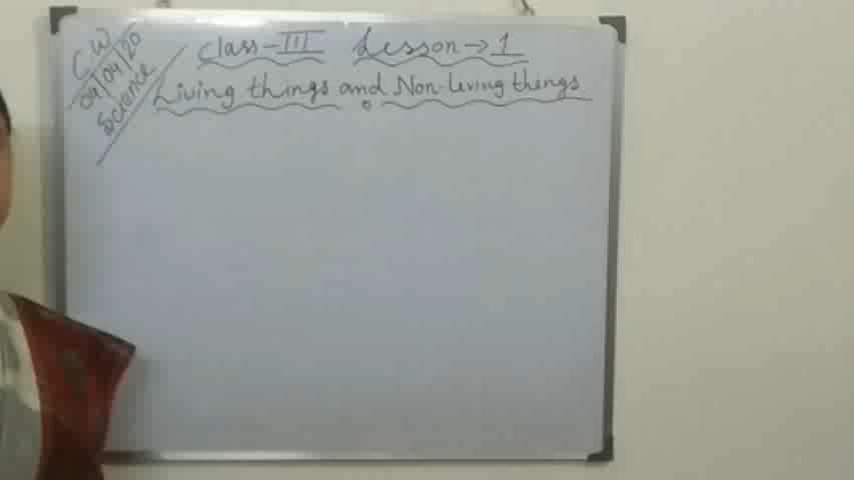 C.W
04/04/20
Science
Class-III Lesson→1
Living things and Non-living things